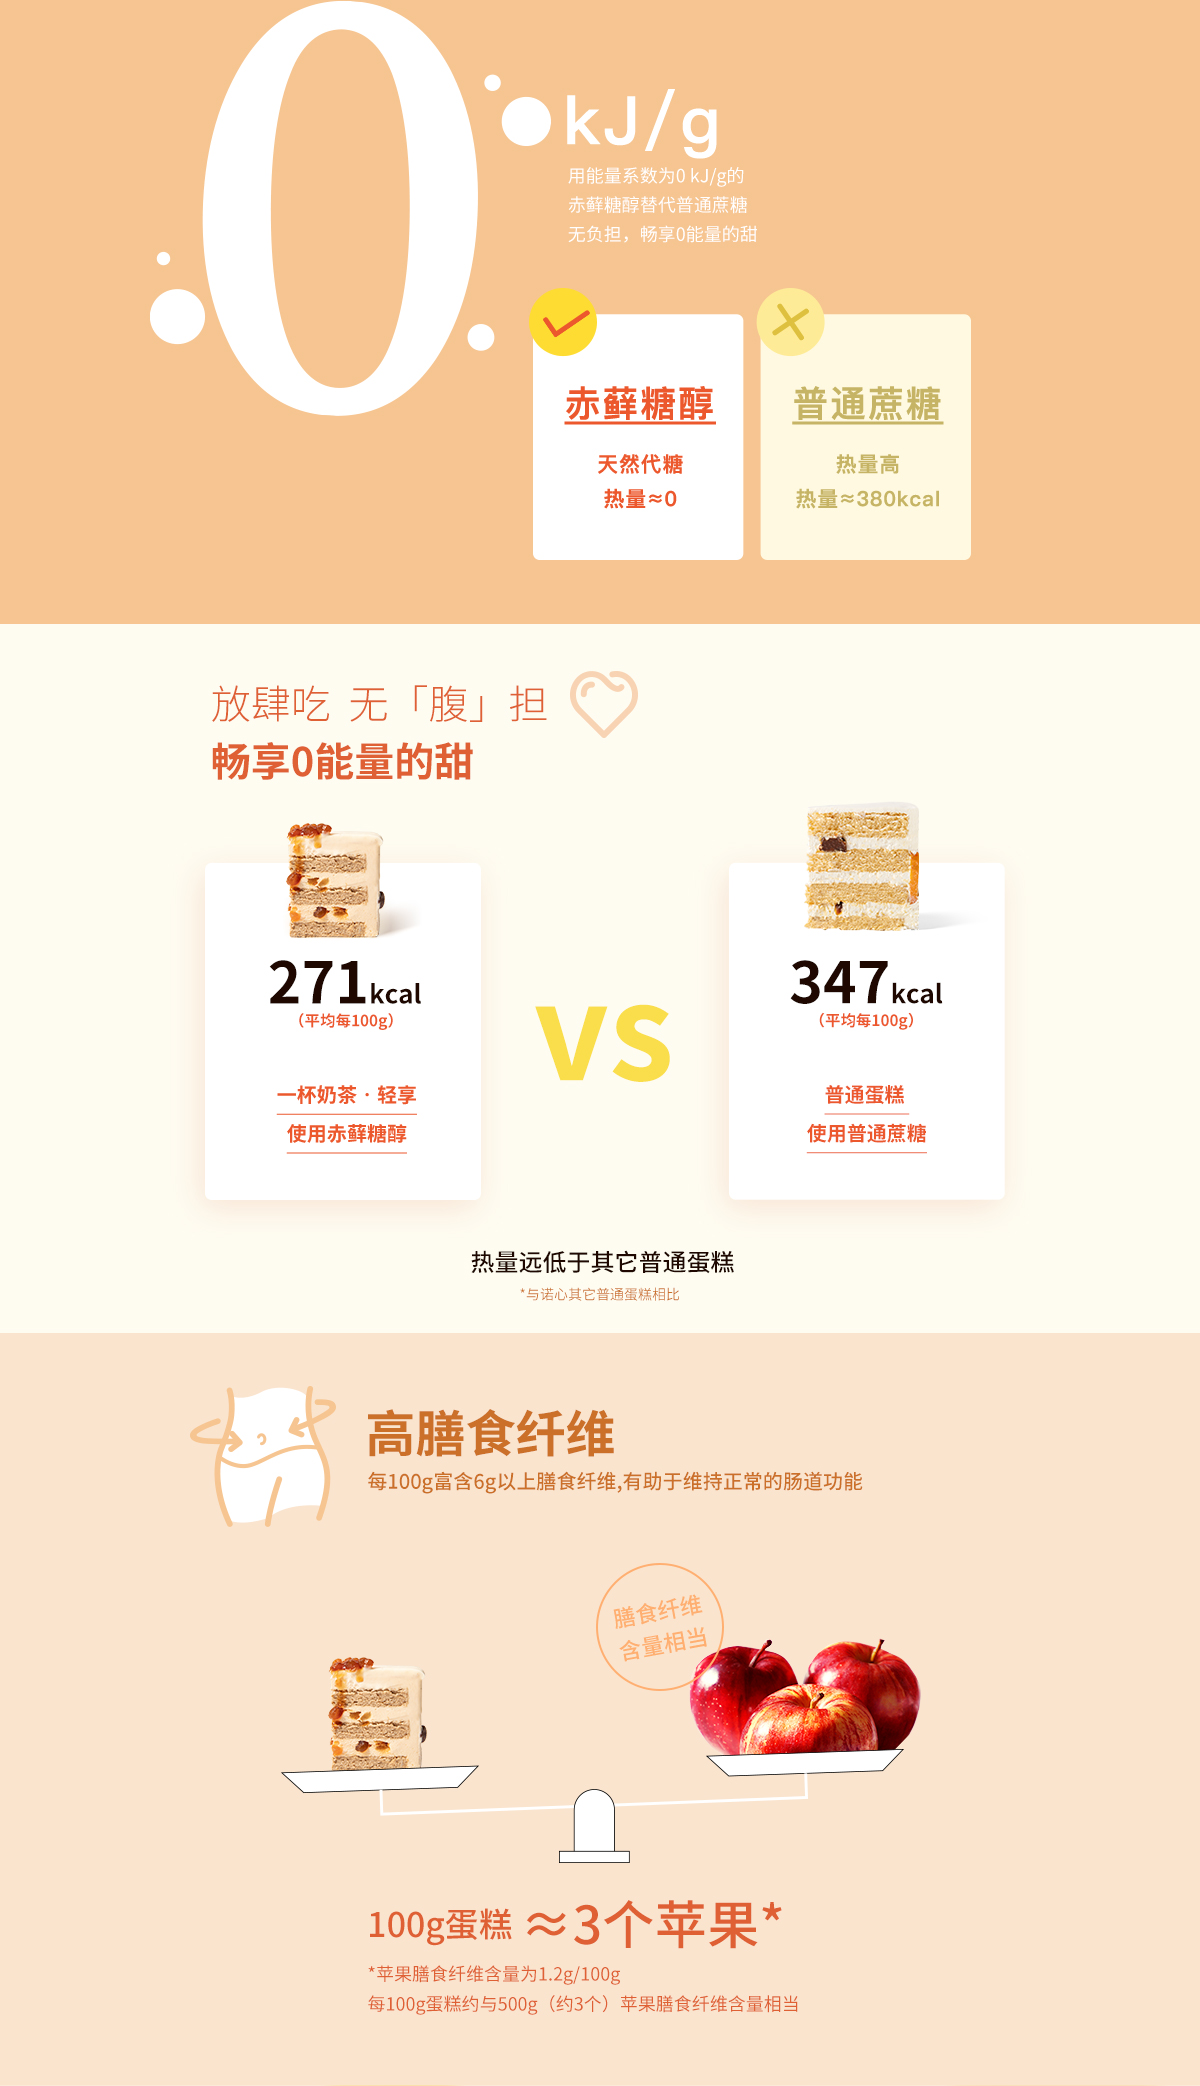 0
kJ/g
用能量系数为0 kJ/g的
赤藓糖醇替代普通蔗糖
无负担，畅享0能量的甜
赤藓糖醇
天然代糖
热量≈0
普通蔗糖
热量高
热量≈380kcal
放肆吃 无「腹」担
畅享0能量的甜
271kcal
（平均每100g）
一杯奶茶 · 轻享
使用赤藓糖醇
VS
347kcal
（平均每100g）
普通蛋糕
使用普通蔗糖
热量远低于其它普通蛋糕
*与诺心其它普通蛋糕相比
高膳食纤维
每100g富含6g以上膳食纤维,有助于维持正常的肠道功能
膳食纤维
含量相当
100g蛋糕 ≈3个苹果*
*苹果膳食纤维含量为1.2g/100g
每100g蛋糕约与500g（约3个）苹果膳食纤维含量相当